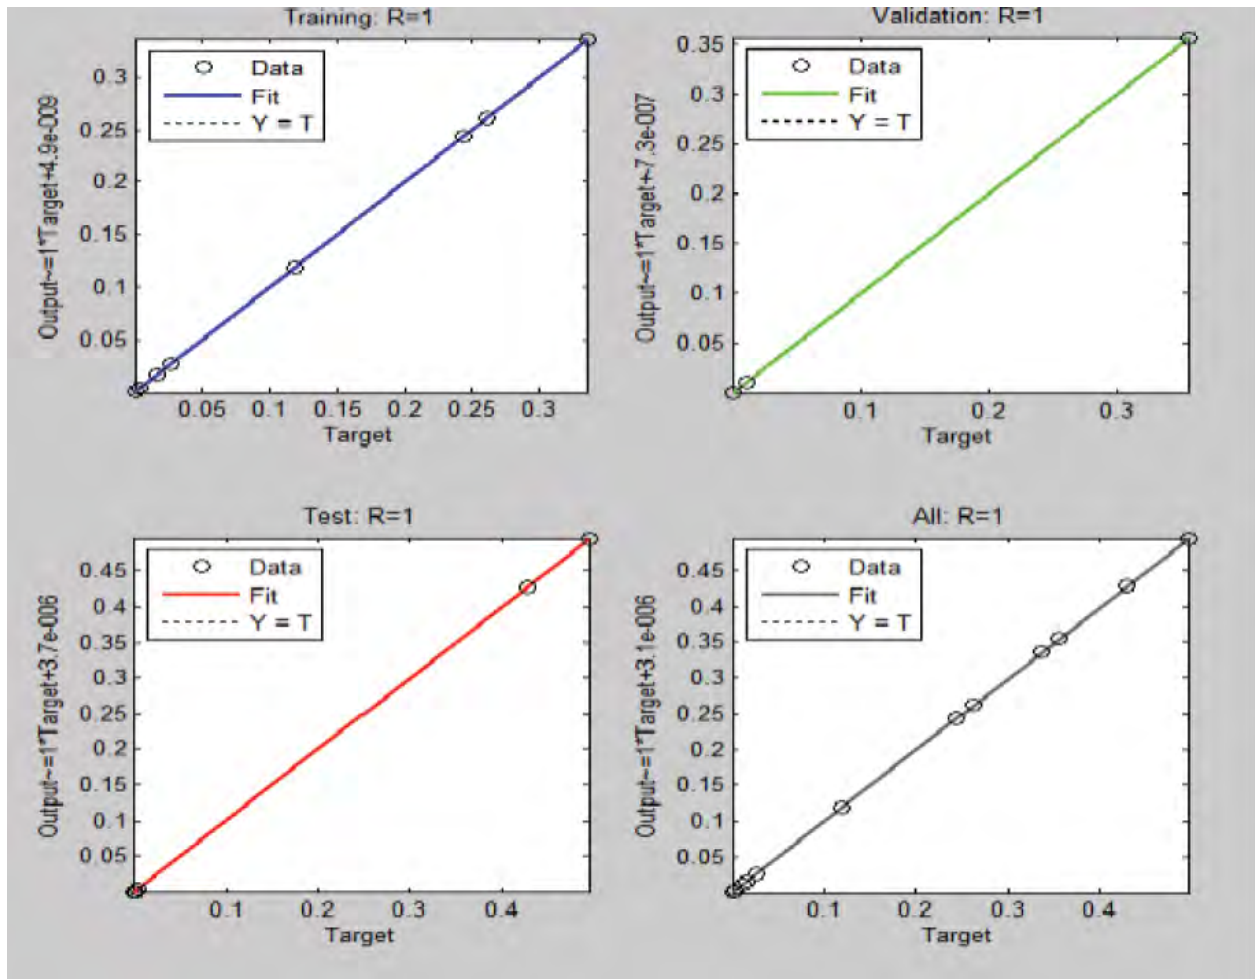 Training: R=1
Output~=1*Target+4.9e-009
0.3
0.25
0.2
0.15
0.1
0.05
Data
Fit
Y = T
0.05 0.1 0.15 0.2 0.25 0.3
Target
Validation: R=1
Output~=1*Target+-7.3e-007
0.35
0.3
0.25
0.2
0.15
0.1
0.05
Data
Fit
Y = T
0.1 0.2 0.3
Target
Test: R=1
Output~=1*Target+3.7e-006
0.45
0.4
0.35
0.3
0.25
0.2
0.15
0.1
0.05
Data
Fit
Y = T
0.1 0.2 0.3 0.4
Target
All: R=1
Output~=1*Target+3.1e-006
0.45
0.4
0.35
0.3
0.25
0.2
0.15
0.1
0.05
Data
Fit
Y = T
0.1 0.2 0.3 0.4
Target